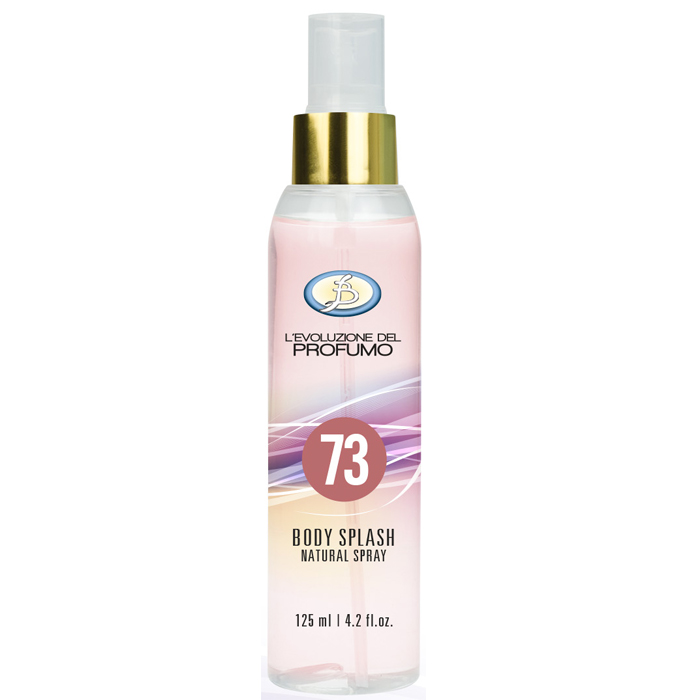 L'EVOLUZIONE DEL
PROFUMO
73
BODY SPLASH
NATURAL SPRAY
125 ml | 4.2 fl.oz.